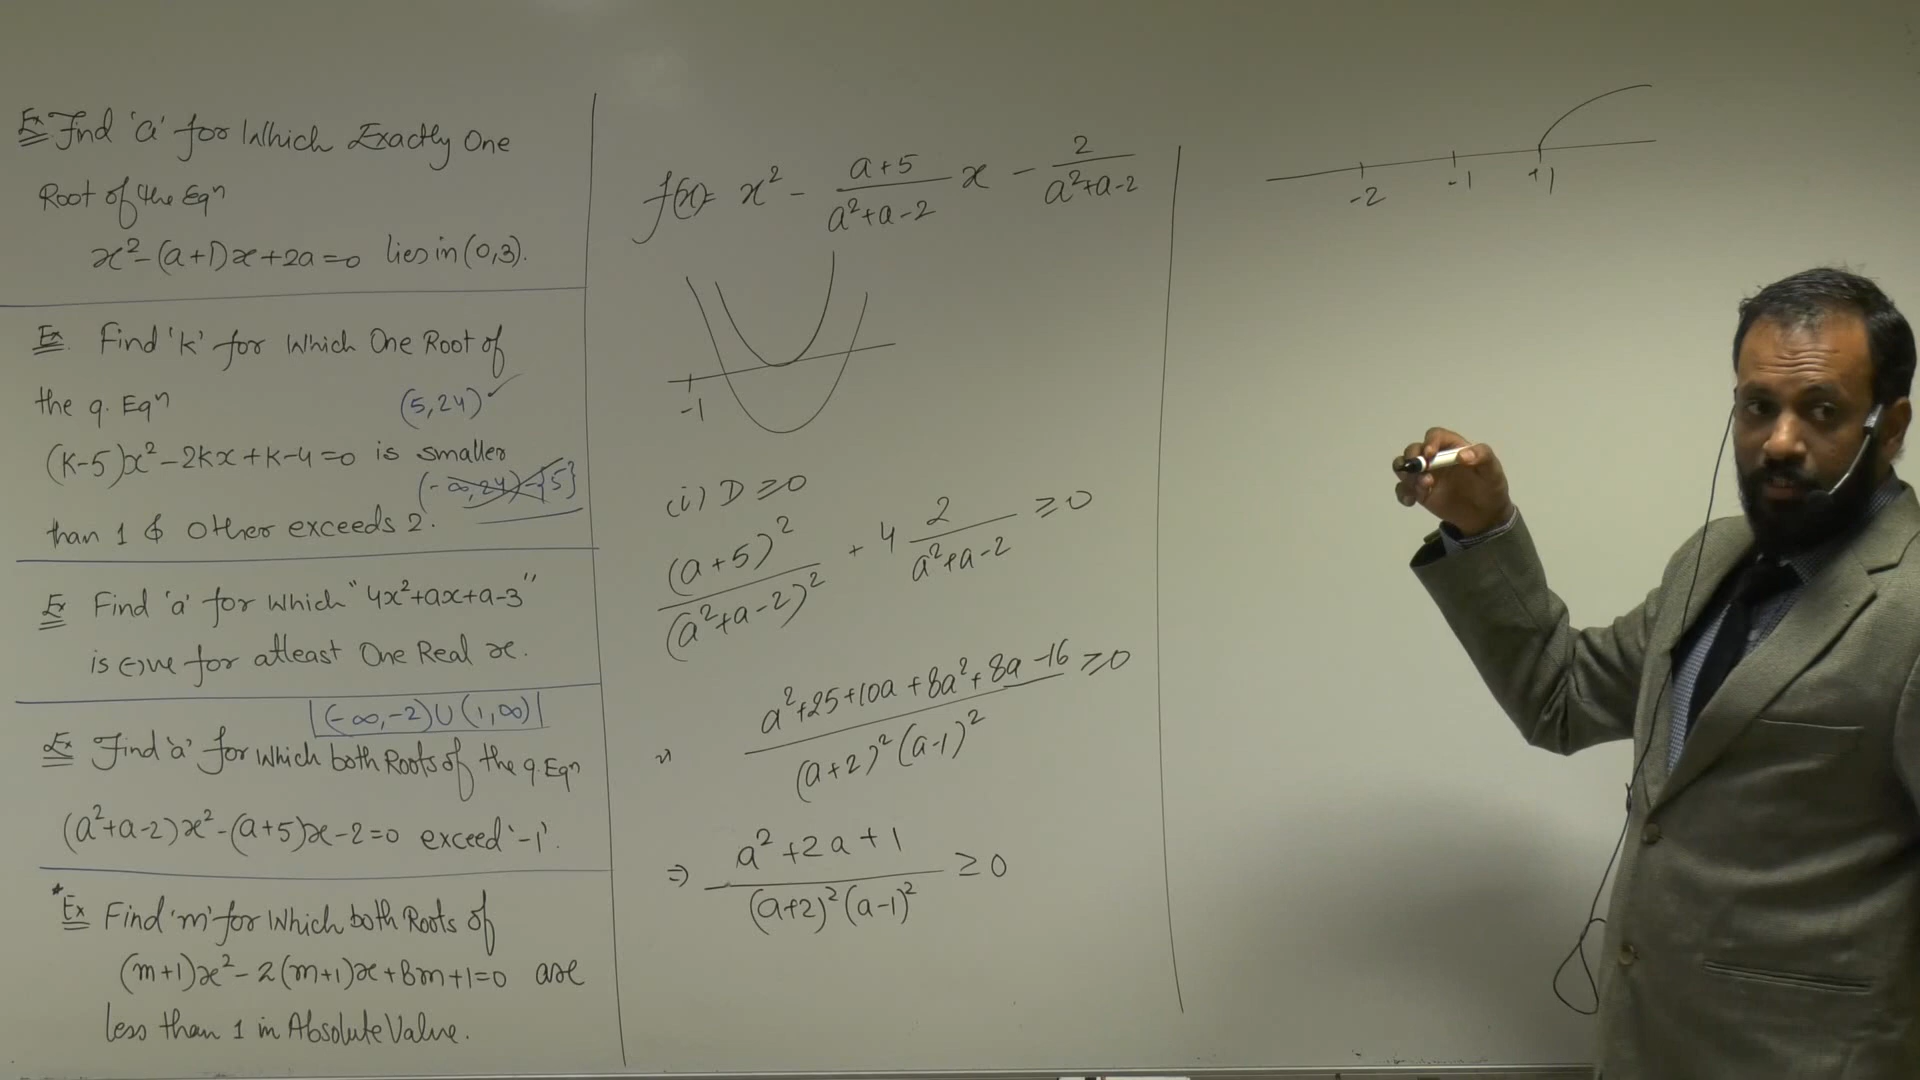 Ex. Find 'a' for Which Exactly One
Root of the Eqn
x² - (a+1)x + 2a = 0 lies in (0,3).
Ex. Find 'k' for Which One Root of
the q. Eqn (5,24) ✓
(k-5)x² - 2kx + k-4 = 0 is smaller
(-∞,24) - {5}
than 1 & Other exceeds 2.
Ex Find 'a' for which "4x²+ax+a-3"
is (-)ve for atleast One Real x.
(-∞,-2)∪(1,∞)
Ex Find 'a' for Which both Roots of the q. Eqn
(a²+a-2)x² - (a+5)x - 2 = 0 exceed '-1'.
*Ex Find 'm' for Which both Roots of
(m+1)x² - 2(m+1)x + 3m + 1 = 0 are
less than 1 in Absolute Value.
f(x) = x² - (a+5)/(a²+a-2) x - 2/(a²+a-2)
-1
(i) D ≥ 0
(a+5)²/(a²+a-2)² + 4 2/(a²+a-2) ≥ 0
⇒ (a²+25+10a+8a²+8a-16)/((a+2)²(a-1)²) ≥ 0
⇒ (a²+2a+1)/((a+2)²(a-1)²) ≥ 0
-2 -1 +1